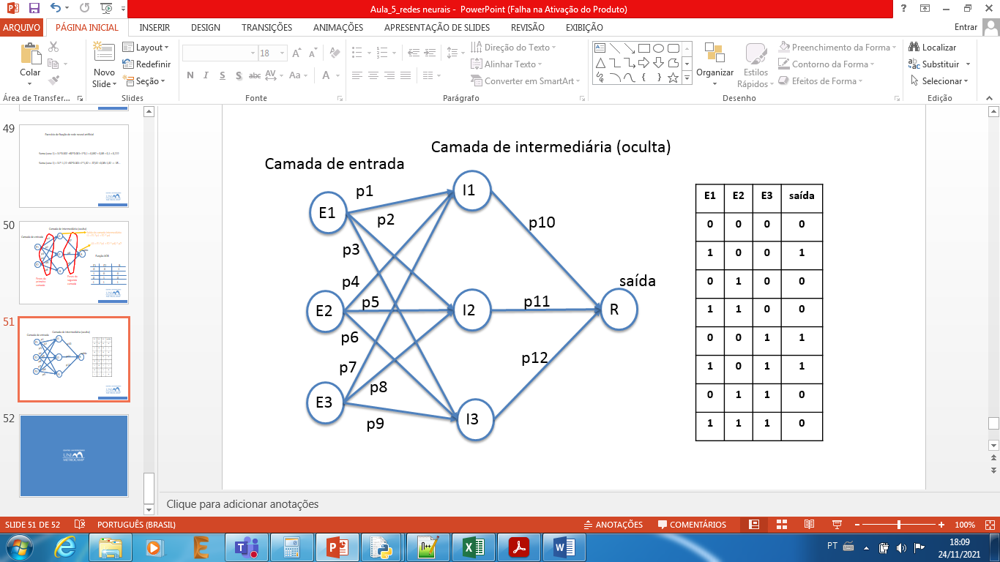 Aula_5_redes neurais - PowerPoint (Falha na Ativação do Produto)
ARQUIVO PÁGINA INICIAL INSERIR DESIGN TRANSIÇÕES ANIMAÇÕES APRESENTAÇÃO DE SLIDES REVISÃO EXIBIÇÃO Entrar
Colar
Área de Transfer...
Novo
Slide
Layout
Redefinir
Seção
Slides
18
N I S S abc AV Aa A
Fonte
Direção do Texto
Alinhar Texto
Converter em SmartArt
Parágrafo
Organizar
Estilos
Rápidos
Preenchimento da Forma
Contorno da Forma
Efeitos de Forma
Desenho
Localizar
Substituir
Selecionar
Edição
49
50
51
52
Camada de intermediária (oculta)
Camada de entrada
p1
I1
E1
p2
p10
p3
p4
saída
E2
p5
I2
p11
R
p6
p7
p12
p8
E3
I3
p9
E1 E2 E3 saída
0 0 0 0
1 0 0 1
0 1 0 0
1 1 0 0
0 0 1 1
1 0 1 1
0 1 1 0
1 1 1 0
Clique para adicionar anotações
SLIDE 51 DE 52 PORTUGUÊS (BRASIL) ANOTAÇÕES COMENTÁRIOS 100%
PT
18:09
24/11/2021